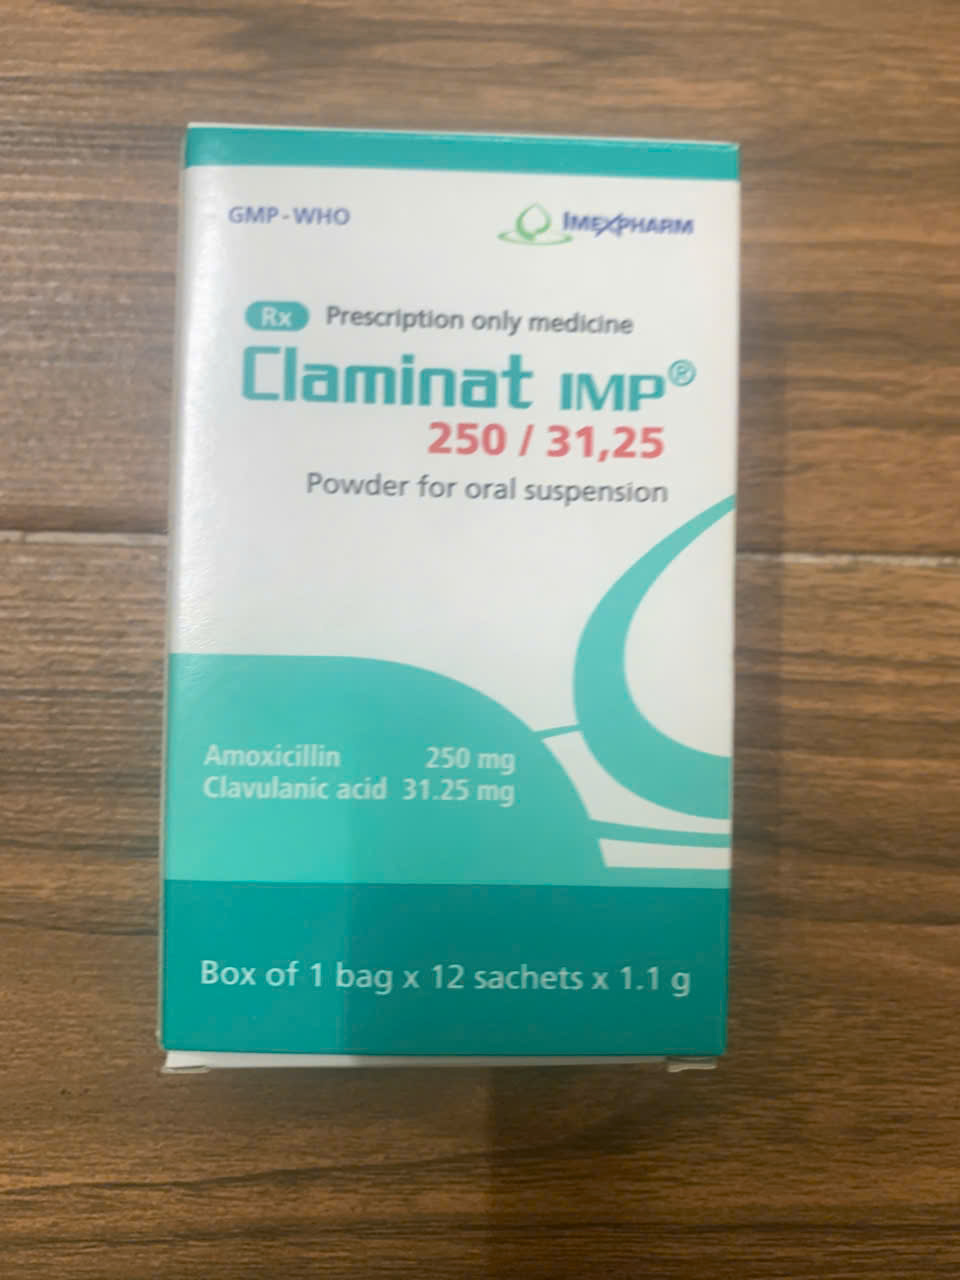 GMP - WHO
IMEXPHARM
Rx Prescription only medicine
Claminat IMP®
250 / 31,25
Powder for oral suspension
Amoxicillin 250 mg
Clavulanic acid 31.25 mg
Box of 1 bag x 12 sachets x 1.1 g